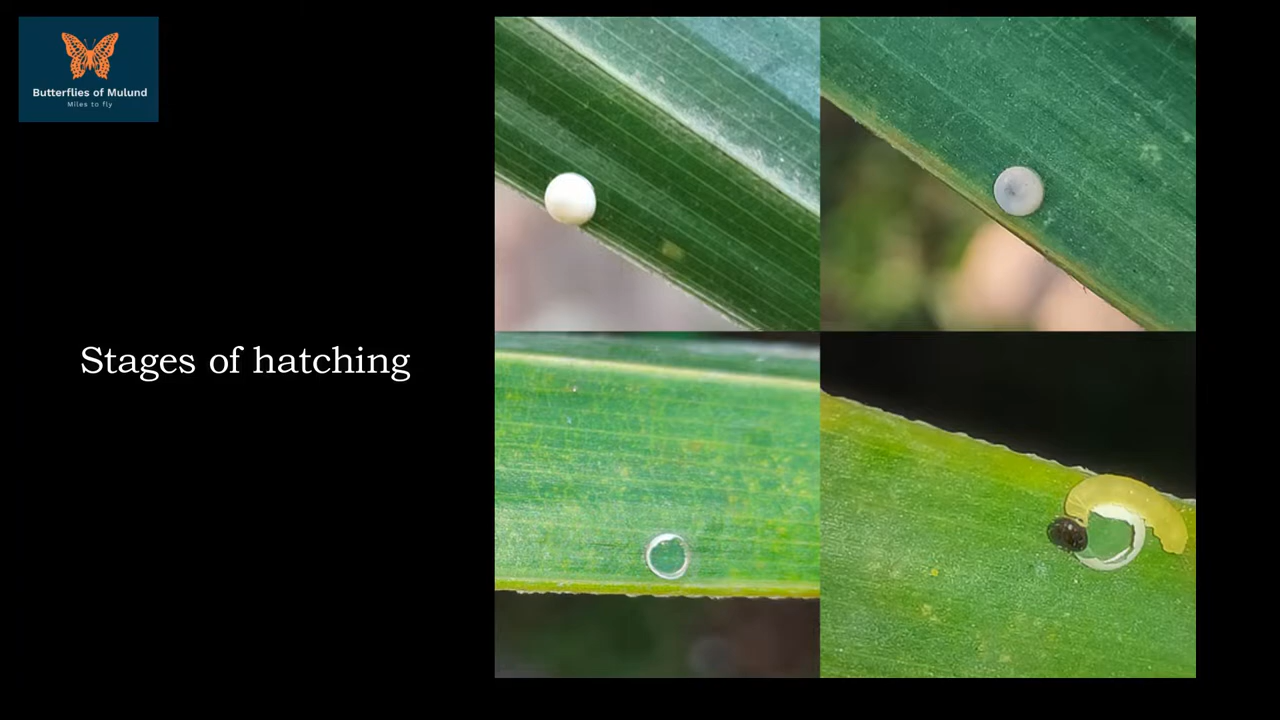 Butterflies of Mulund
Miles to fly
Stages of hatching